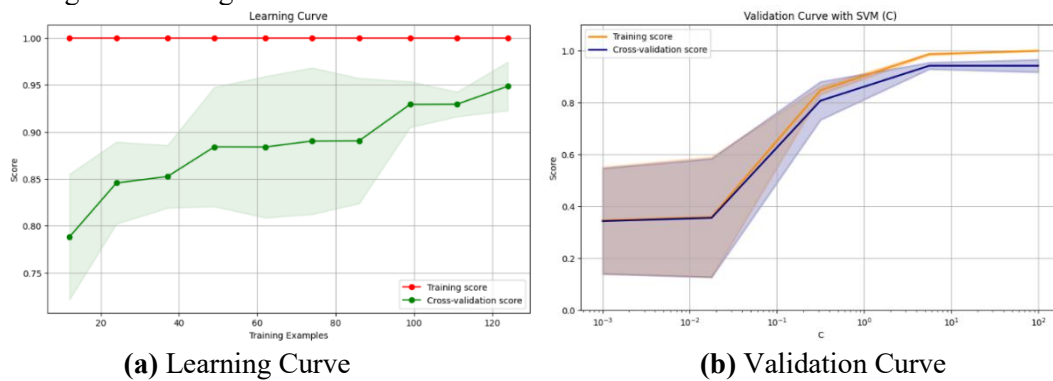 Learning Curve
1.00
0.95
0.90
0.85
0.80
0.75
Score
Training score
Cross-validation score
20 40 60 80 100 120
Training Examples
(a) Learning Curve
Validation Curve with SVM (C)
Training score
Cross-validation score
1.0
0.8
0.6
0.4
0.2
0.0
Score
10⁻³ 10⁻² 10⁻¹ 10⁰ 10¹ 10²
C
(b) Validation Curve